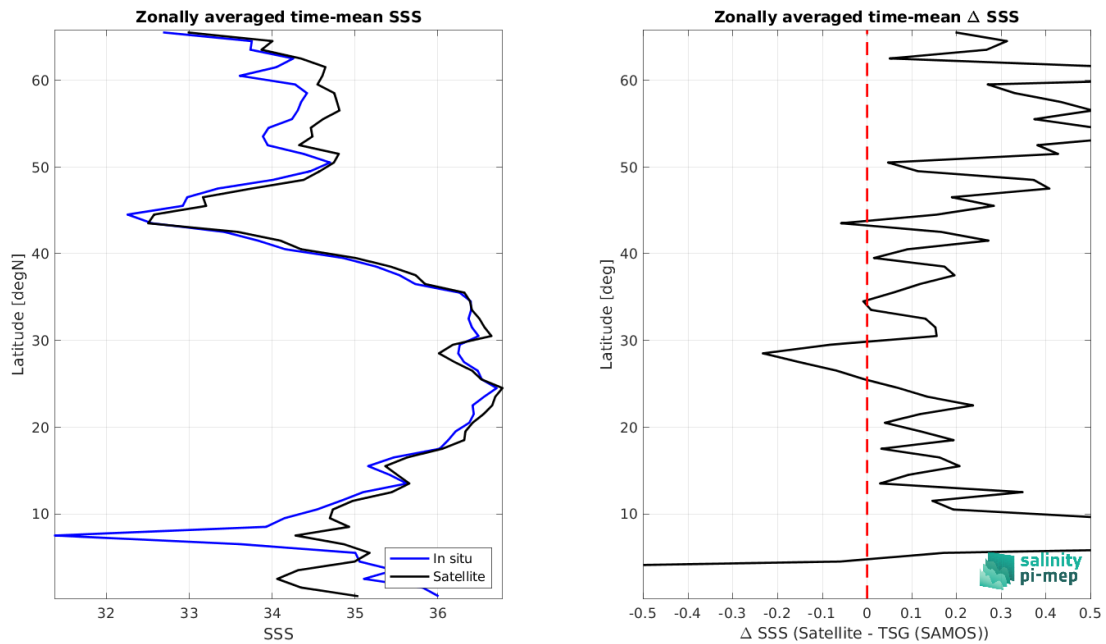 Zonally averaged time-mean SSS
60
50
40
30
20
10
Latitude [degN]
32
33
34
35
36
SSS
In situ
Satellite
Zonally averaged time-mean Δ SSS
60
50
40
30
20
10
Latitude [deg]
-0.5
-0.4
-0.3
-0.2
-0.1
0
0.1
0.2
0.3
0.4
0.5
Δ SSS (Satellite - TSG (SAMOS))
salinity
pi-mep